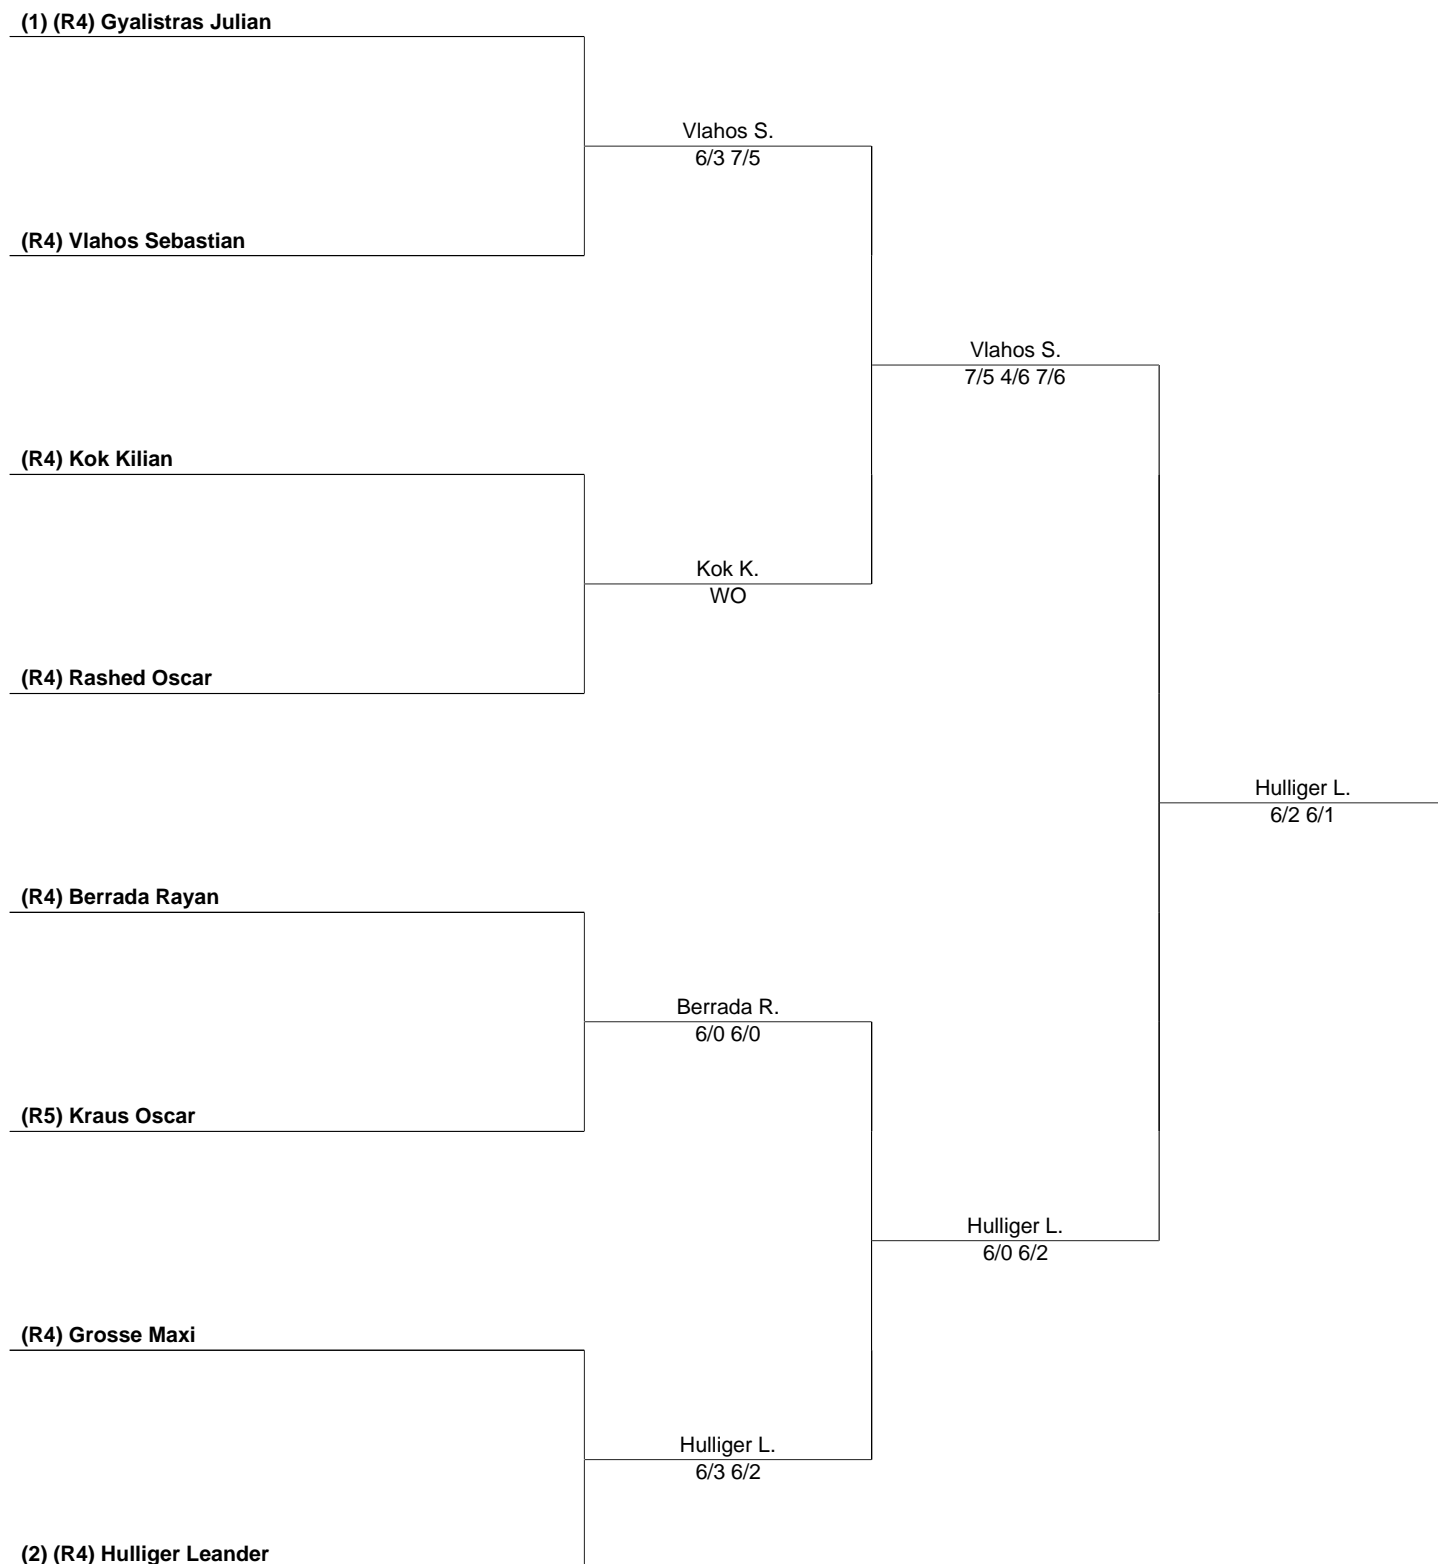 (1) (R4) Gyalistras Julian
Vlahos S.
6/3 7/5
(R4) Vlahos Sebastian
Vlahos S.
7/5 4/6 7/6
(R4) Kok Kilian
Kok K.
WO
(R4) Rashed Oscar
Hulliger L.
6/2 6/1
(R4) Berrada Rayan
Berrada R.
6/0 6/0
(R5) Kraus Oscar
Hulliger L.
6/0 6/2
(R4) Grosse Maxi
Hulliger L.
6/3 6/2
(2) (R4) Hulliger Leander